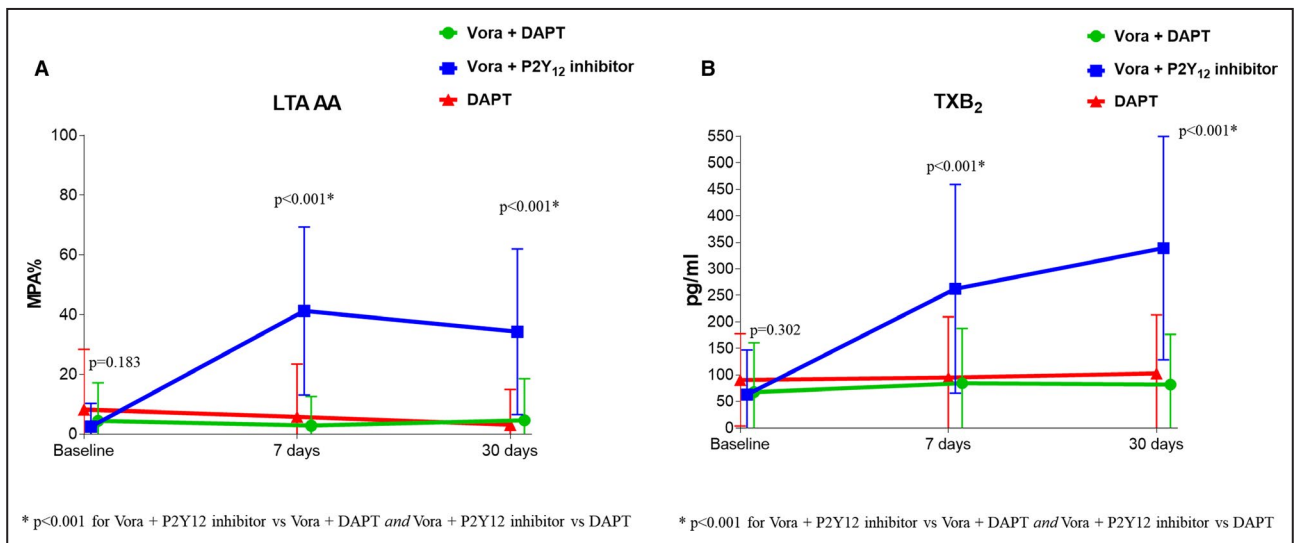 A
LTA AA
Vora + DAPT
Vora + P2Y₁₂ inhibitor
DAPT
MPA%
100
80
60
40
20
0
p=0.183
p<0.001*
p<0.001*
Baseline
7 days
30 days
* p<0.001 for Vora + P2Y12 inhibitor vs Vora + DAPT and Vora + P2Y12 inhibitor vs DAPT
B
TXB₂
Vora + DAPT
Vora + P2Y₁₂ inhibitor
DAPT
pg/ml
550
500
450
400
350
300
250
200
150
100
50
0
p=0.302
p<0.001*
p<0.001*
Baseline
7 days
30 days
* p<0.001 for Vora + P2Y12 inhibitor vs Vora + DAPT and Vora + P2Y12 inhibitor vs DAPT